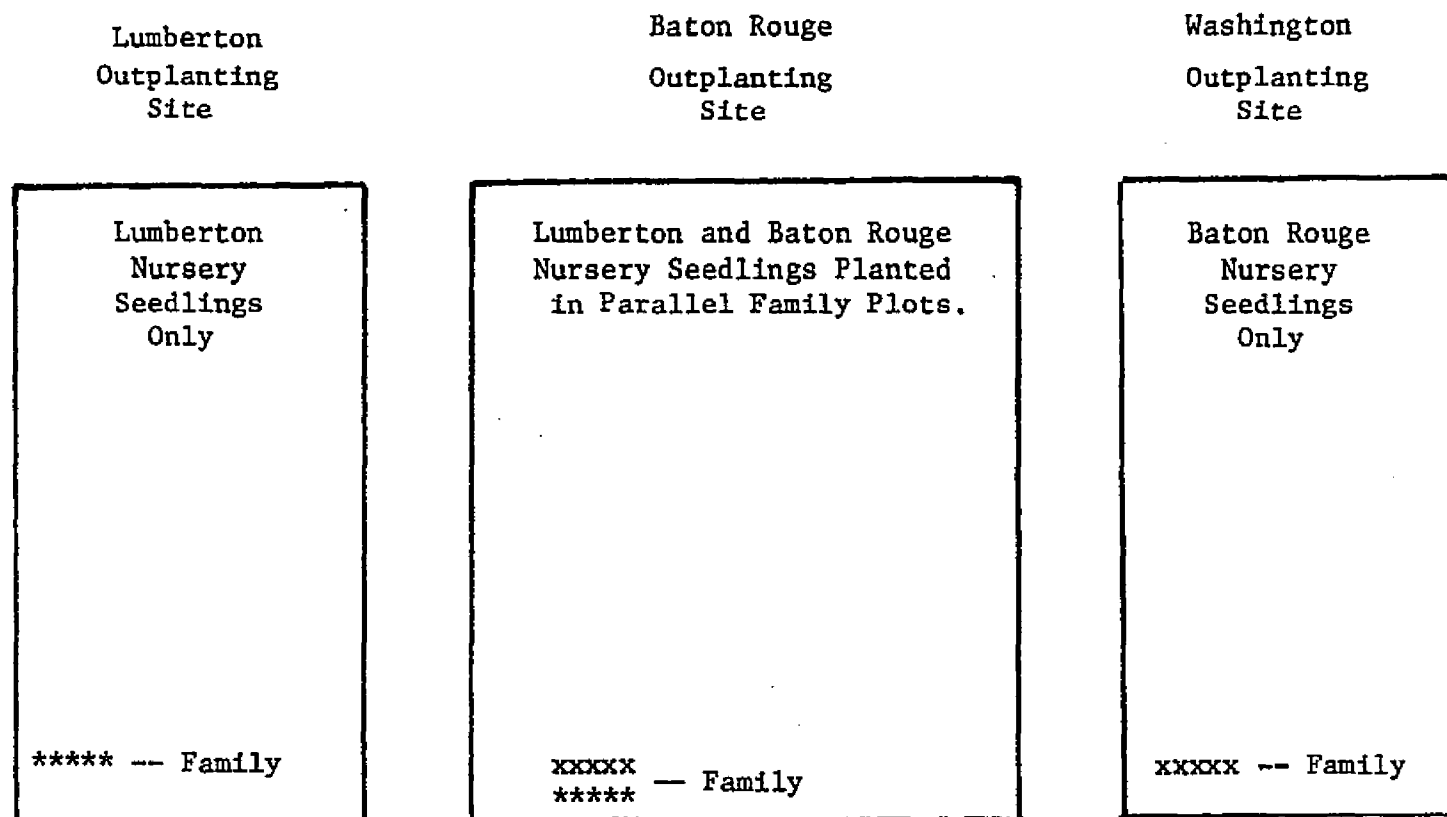 Lumberton
Outplanting
Site
Baton Rouge
Outplanting
Site
Washington
Outplanting
Site
Lumberton
Nursery
Seedlings
Only
Lumberton and Baton Rouge
Nursery Seedlings Planted
in Parallel Family Plots.
Baton Rouge
Nursery
Seedlings
Only
***** -- Family
xxxxx
***** -- Family
xxxxx -- Family